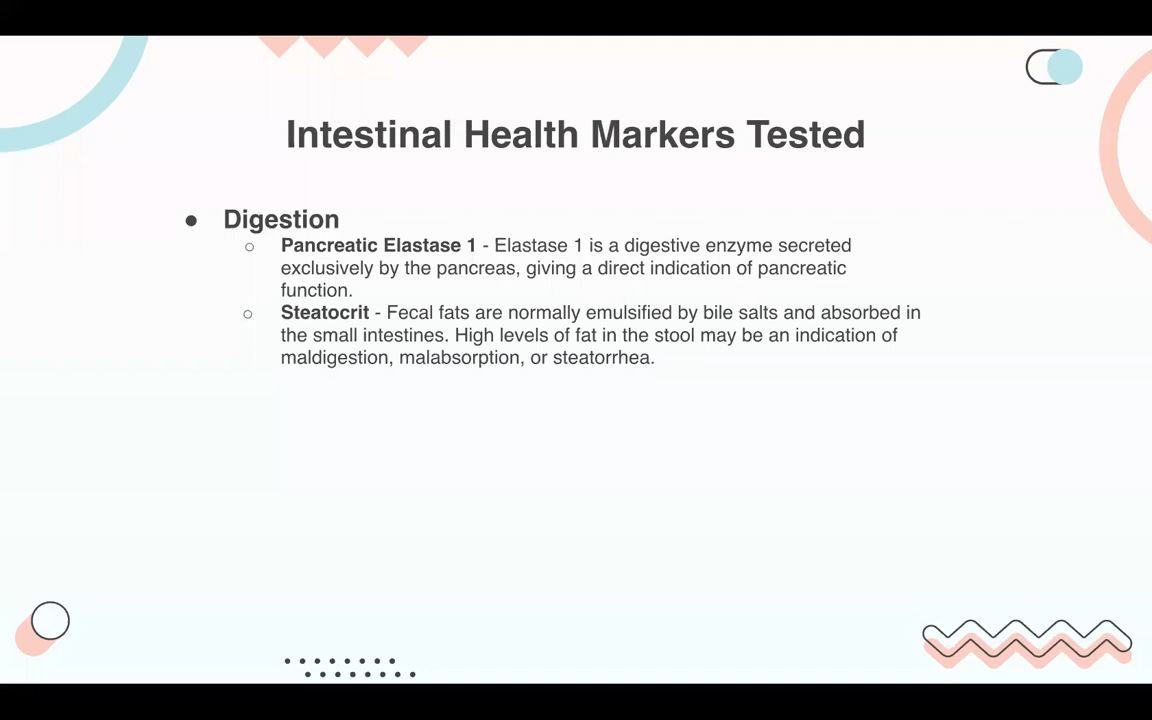 Intestinal Health Markers Tested
● Digestion
○ Pancreatic Elastase 1 - Elastase 1 is a digestive enzyme secreted
exclusively by the pancreas, giving a direct indication of pancreatic
function.
○ Steatocrit - Fecal fats are normally emulsified by bile salts and absorbed in
the small intestines. High levels of fat in the stool may be an indication of
maldigestion, malabsorption, or steatorrhea.